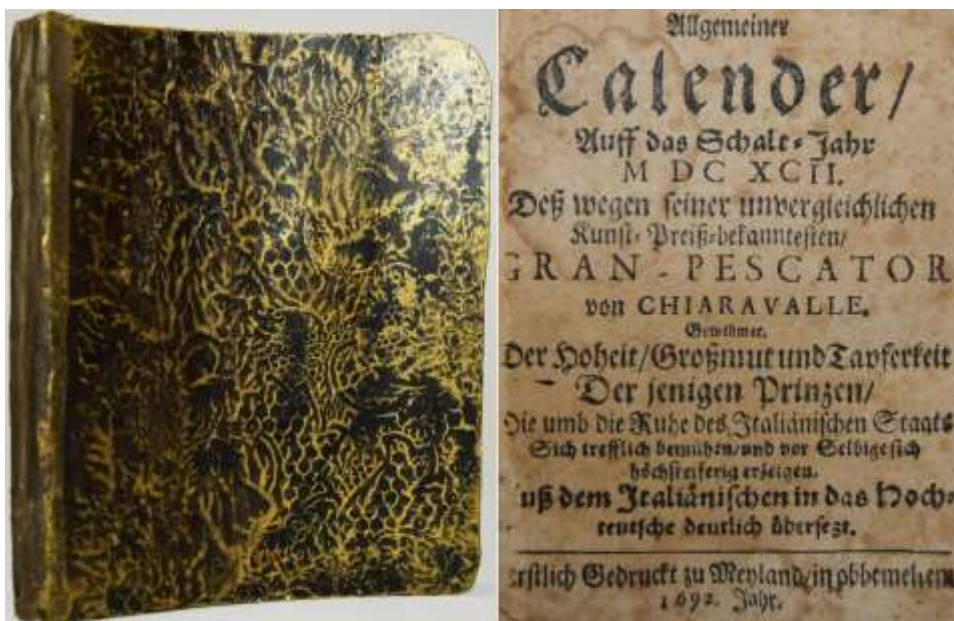 Allgemeiner
Calender/
Auff das Schalt-Jahr
M DC XCII.
Deß wegen seiner unvergleichlichen
Kunst-Preiß-bekanntesten/
GRAN-PESCATOR
von CHIARAVALLE.
Gewidmet.
Der Hoheit/Großmut und Tapferkeit
Der jenigen Prinzen/
Die umb die Ruhe des Italiänischen Staats
Sich trefflich bemühen/und vor Selbige sich
höchsteiferig erzeigen.
uß dem Italiänischen in das Hoch-
teutsche deutlich übersezt.
erstlich Gedruckt zu Meyland/in obbemeltem
1692. Jahr.